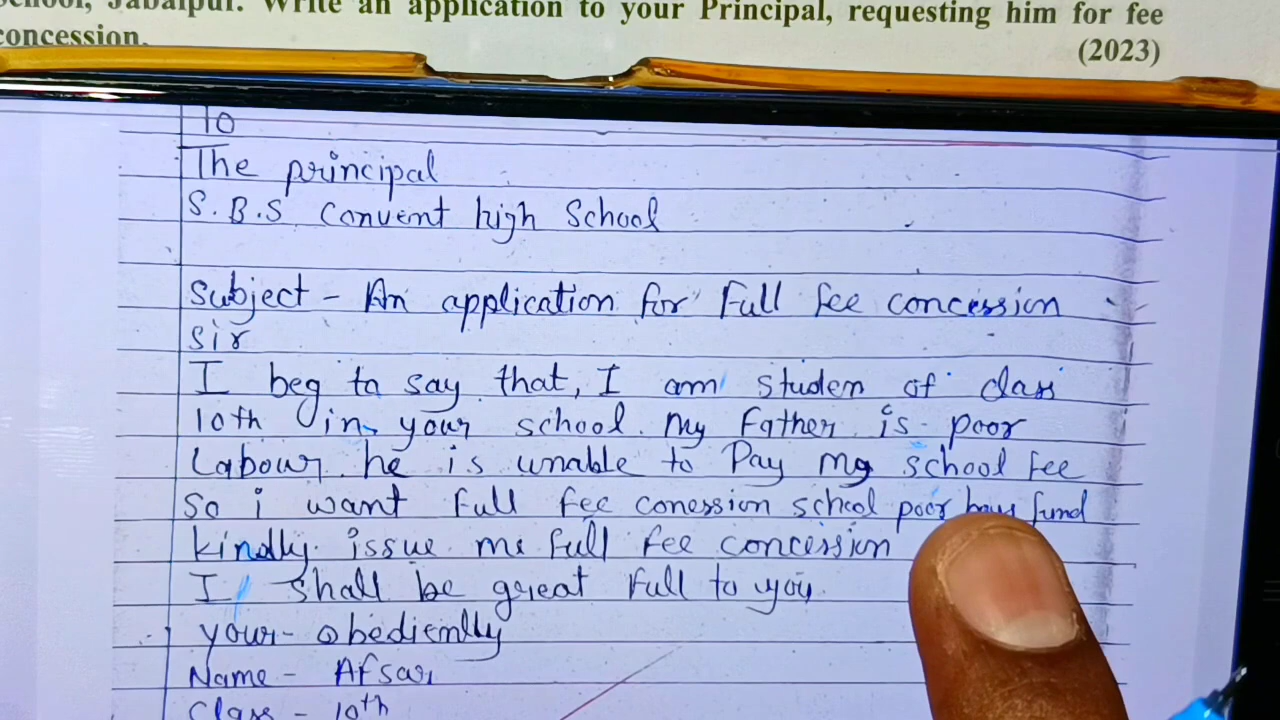 School, Jabalpur. Write an application to your Principal, requesting him for fee
concession.
(2023)
To
The principal
S.B.S Convent high School
Subject - An application for Full fee concession
Sir
I beg to say that, I am studen of class
10th in your school. My Father is poor
Labour he is unable to Pay my school fee
So i want full fee conession school poor boys fund
kindly issue me full fee concession
I shall be great full to you
your - obediently
Name - Afsar
Class - 10th